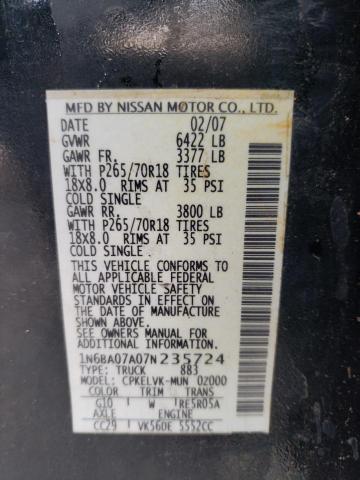 MFD BY NISSAN MOTOR CO., LTD.
DATE 02/07
GVWR 6422 LB
GAWR FR. 3377 LB
WITH P265/70R18 TIRES
18X8.0 RIMS AT 35 PSI
COLD SINGLE
GAWR RR. 3800 LB
WITH P265/70R18 TIRES
18X8.0 RIMS AT 35 PSI
COLD SINGLE
THIS VEHICLE CONFORMS TO
ALL APPLICABLE FEDERAL
MOTOR VEHICLE SAFETY
STANDARDS IN EFFECT ON
THE DATE OF MANUFACTURE
SHOWN ABOVE.
SEE OWNERS MANUAL FOR
ADDITIONAL INFORMATION.
1N6BA07A07N235724
TYPE: TRUCK 883
MODEL: CPKELVK-MUN 02000
COLOR TRIM TRANS
G10 W RE5R05A
AXLE ENGINE
CC29 VK56DE 5552CC